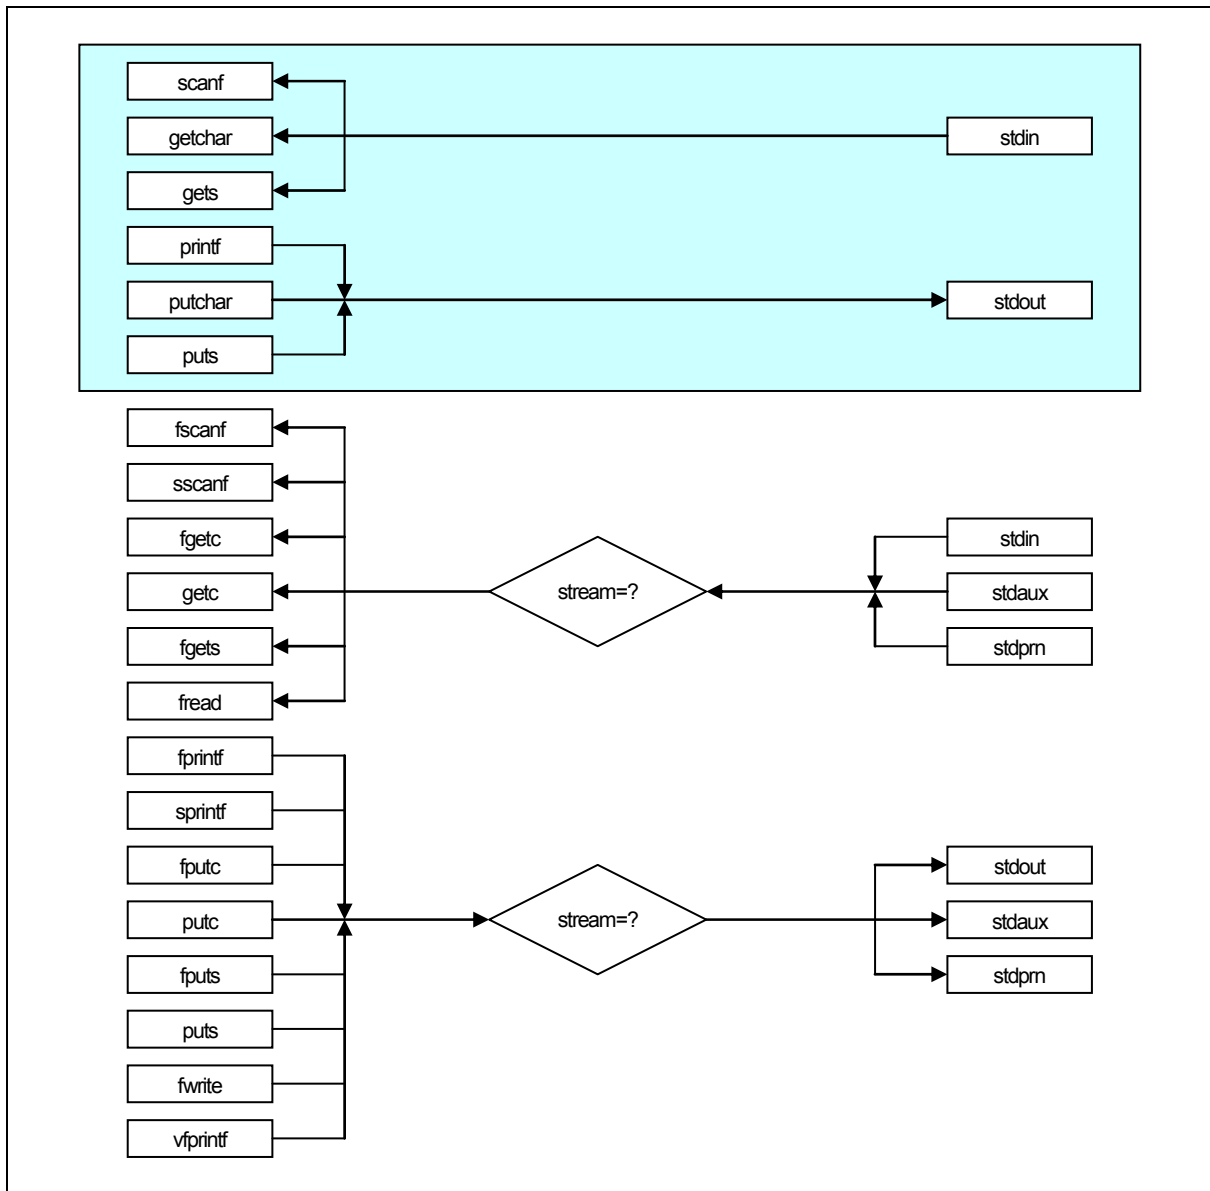 scanf
getchar
stdin
gets
printf
putchar
stdout
puts
fscanf
sscanf
fgetc
stdin
getc
stream=?
stdaux
fgets
stdprn
fread
fprintf
sprintf
fputc
stdout
putc
stream=?
stdaux
fputs
stdprn
puts
fwrite
vfprintf